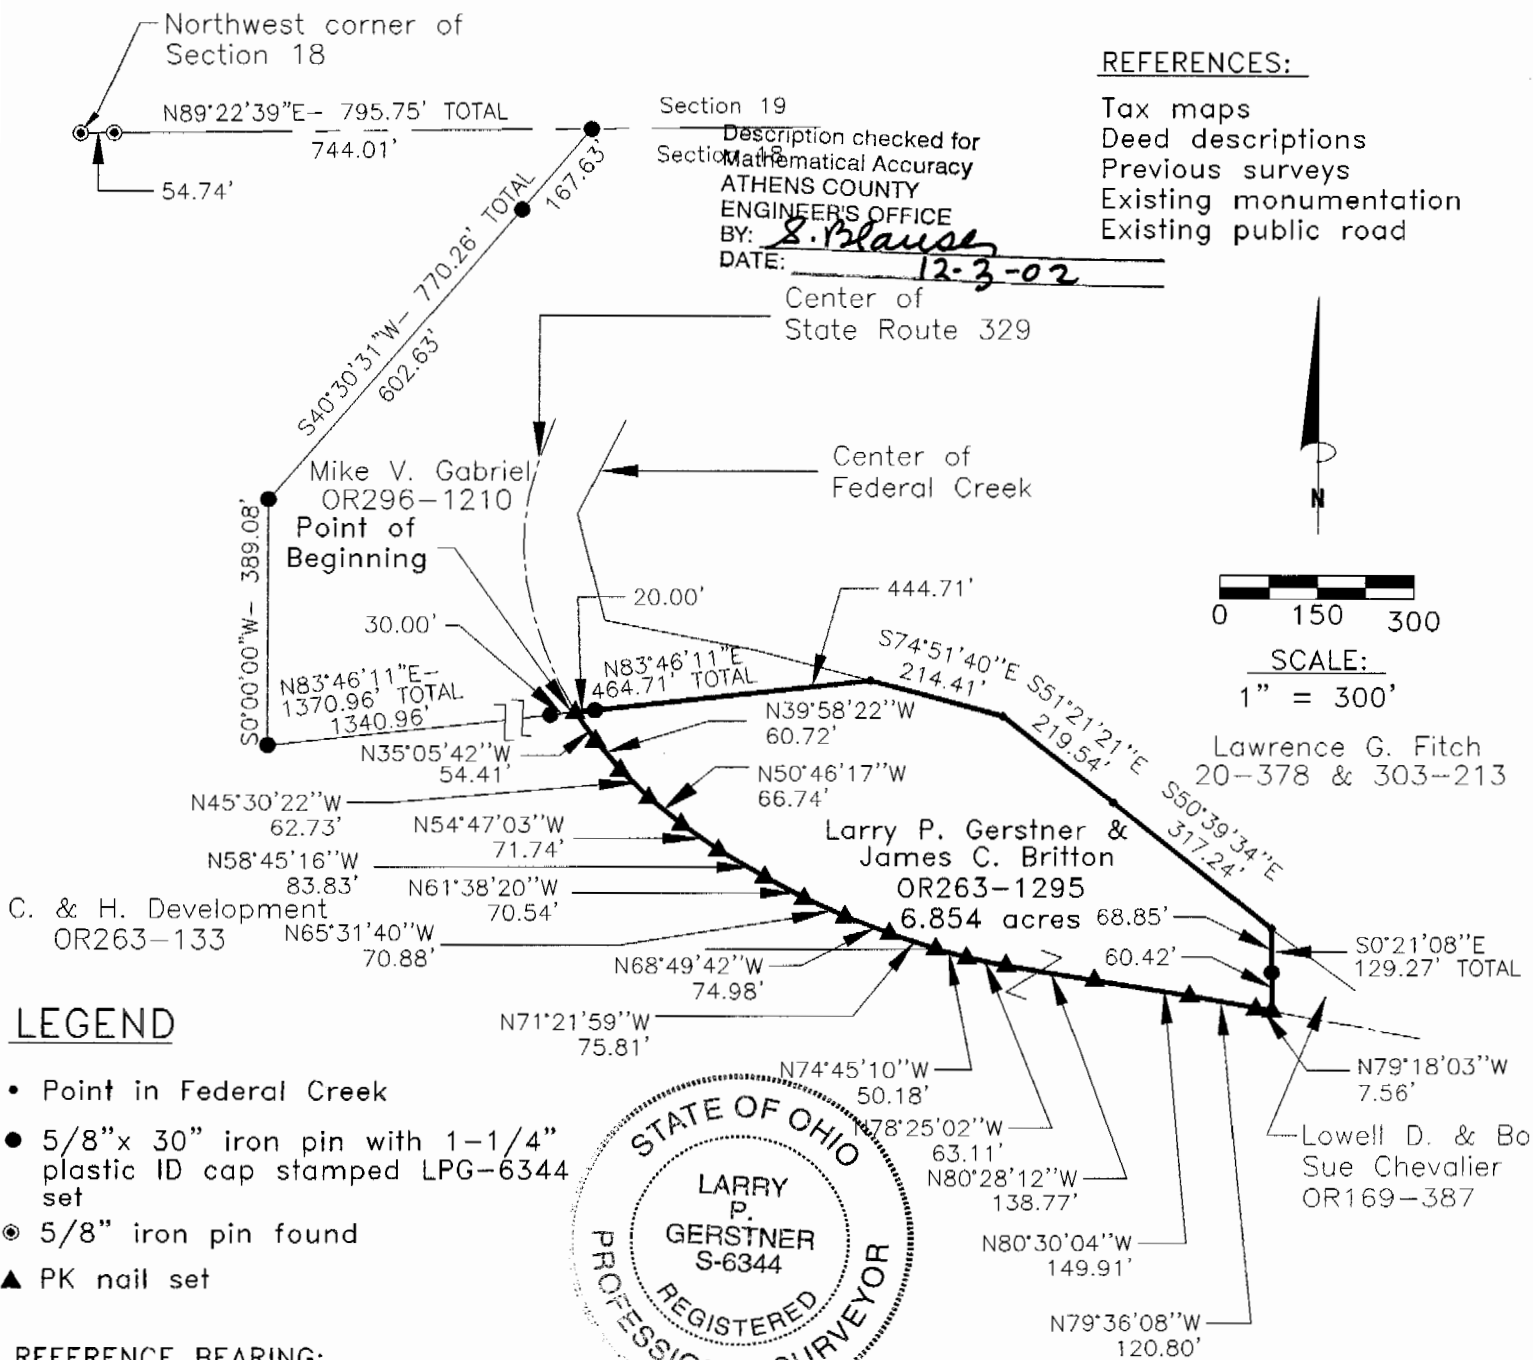 Northwest corner of
Section 18
N89°22'39"E- 795.75' TOTAL
744.01'
54.74'
Section 19
Section 18
Description checked for
Mathematical Accuracy
ATHENS COUNTY
ENGINEER'S OFFICE
BY: S. Blauser
DATE: 12-3-02
REFERENCES:
Tax maps
Deed descriptions
Previous surveys
Existing monumentation
Existing public road
S40°30'31"W- 770.26' TOTAL
167.63'
602.63'
Center of
State Route 329
Center of
Federal Creek
Mike V. Gabriel
OR296-1210
Point of
Beginning
S0°00'00"W- 389.08'
N
0 150 300
SCALE:
1" = 300'
20.00'
30.00'
444.71'
N83°46'11"E-
1370.96' TOTAL
1340.96'
N83°46'11"E
464.71' TOTAL
S74°51'40"E
214.41'
S51°21'21"E
219.54'
S50°39'34"E
317.24'
Lawrence G. Fitch
20-378 & 303-213
N35°05'42"W
54.41'
N39°58'22"W
60.72'
N45°30'22"W
62.73'
N50°46'17"W
66.74'
N54°47'03"W
71.74'
N58°45'16"W
83.83'
N61°38'20"W
70.54'
N65°31'40"W
70.88'
N68°49'42"W
74.98'
N71°21'59"W
75.81'
Larry P. Gerstner &
James C. Britton
OR263-1295
6.854 acres
68.85'
60.42'
S0°21'08"E
129.27' TOTAL
C. & H. Development
OR263-133
N74°45'10"W
50.18'
N78°25'02"W
63.11'
N80°28'12"W
138.77'
N80°30'04"W
149.91'
N79°36'08"W
120.80'
N79°18'03"W
7.56'
Lowell D. & Bo
Sue Chevalier
OR169-387
LEGEND
Point in Federal Creek
5/8"x 30" iron pin with 1-1/4"
plastic ID cap stamped LPG-6344
set
5/8" iron pin found
PK nail set
STATE OF OHIO
LARRY
P.
GERSTNER
S-6344
REGISTERED
SURVEYOR
REFERENCE BEARING: